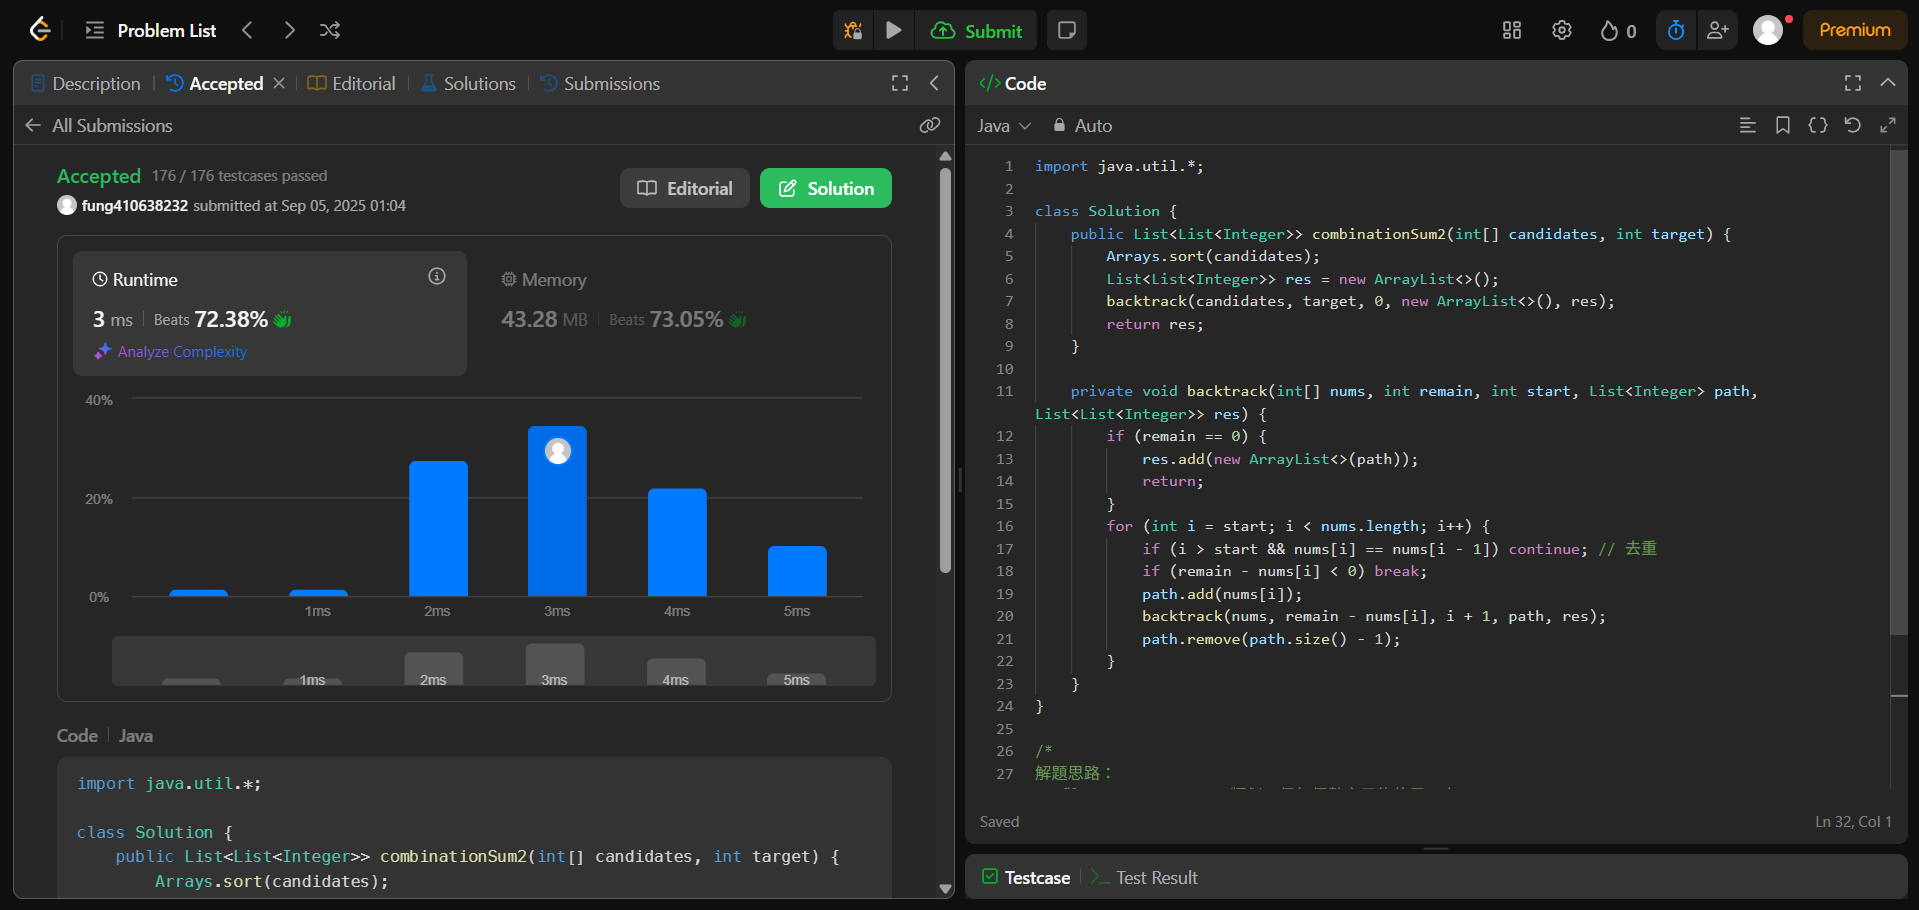 Problem List
Submit
0
Premium
Description
Accepted
Editorial
Solutions
Submissions
All Submissions
Accepted 176 / 176 testcases passed
fung410638232 submitted at Sep 05, 2025 01:04
Editorial
Solution
Runtime
3 ms
Beats 72.38%
Analyze Complexity
Memory
43.28 MB
Beats 73.05%
40%
20%
0%
1ms
2ms
3ms
4ms
5ms
1ms
2ms
3ms
4ms
5ms
Code
Java
import java.util.*;
class Solution {
public List<List<Integer>> combinationSum2(int[] candidates, int target) {
Arrays.sort(candidates);
</> Code
Java
Auto
1 import java.util.*;
2
3 class Solution {
4 public List<List<Integer>> combinationSum2(int[] candidates, int target) {
5 Arrays.sort(candidates);
6 List<List<Integer>> res = new ArrayList<>();
7 backtrack(candidates, target, 0, new ArrayList<>(), res);
8 return res;
9 }
10
11 private void backtrack(int[] nums, int remain, int start, List<Integer> path,
List<List<Integer>> res) {
12 if (remain == 0) {
13 res.add(new ArrayList<>(path));
14 return;
15 }
16 for (int i = start; i < nums.length; i++) {
17 if (i > start && nums[i] == nums[i - 1]) continue; // 去重
18 if (remain - nums[i] < 0) break;
19 path.add(nums[i]);
20 backtrack(nums, remain - nums[i], i + 1, path, res);
21 path.remove(path.size() - 1);
22 }
23 }
24 }
25
26 /*
27 解題思路：
Saved
Ln 32, Col 1
Testcase
Test Result